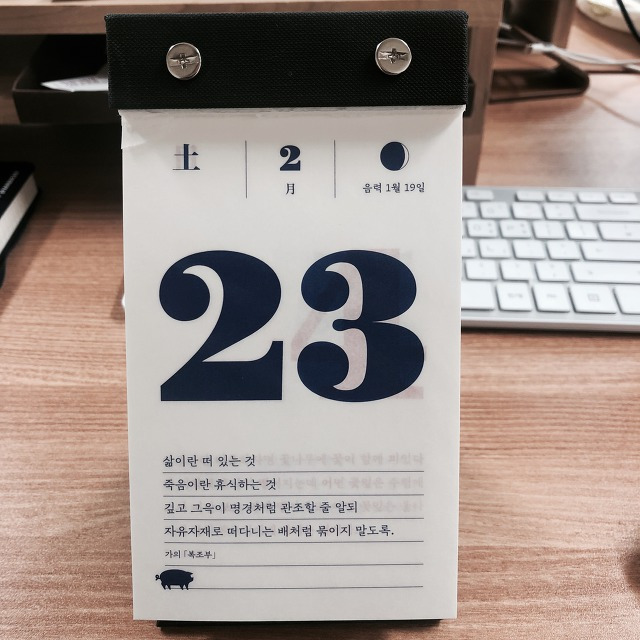 土
2
月
음력 1월 19일
23
삶이란 떠 있는 것
죽음이란 휴식하는 것
깊고 그윽이 명경처럼 관조할 줄 알되
자유자재로 떠다니는 배처럼 묶이지 말도록.
가의 「복조부」